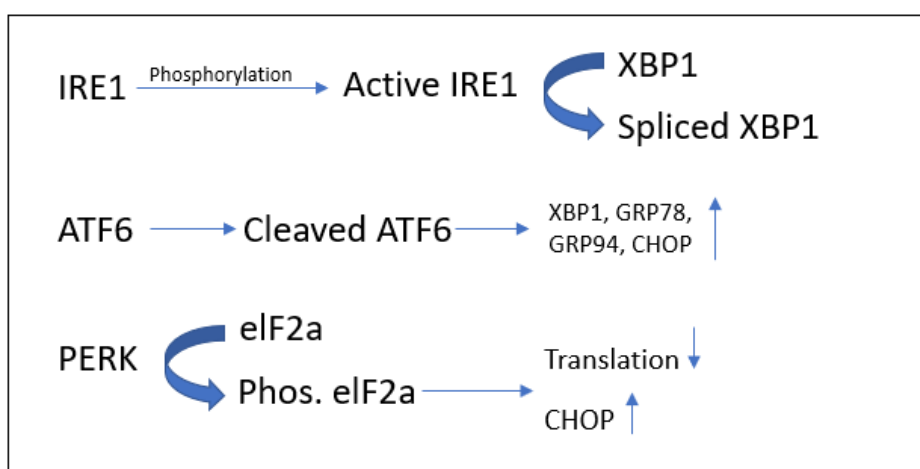 IRE1
Phosphorylation
Active IRE1
XBP1
Spliced XBP1
ATF6
Cleaved ATF6
XBP1, GRP78,
GRP94, CHOP
PERK
elF2a
Phos. elF2a
Translation
CHOP